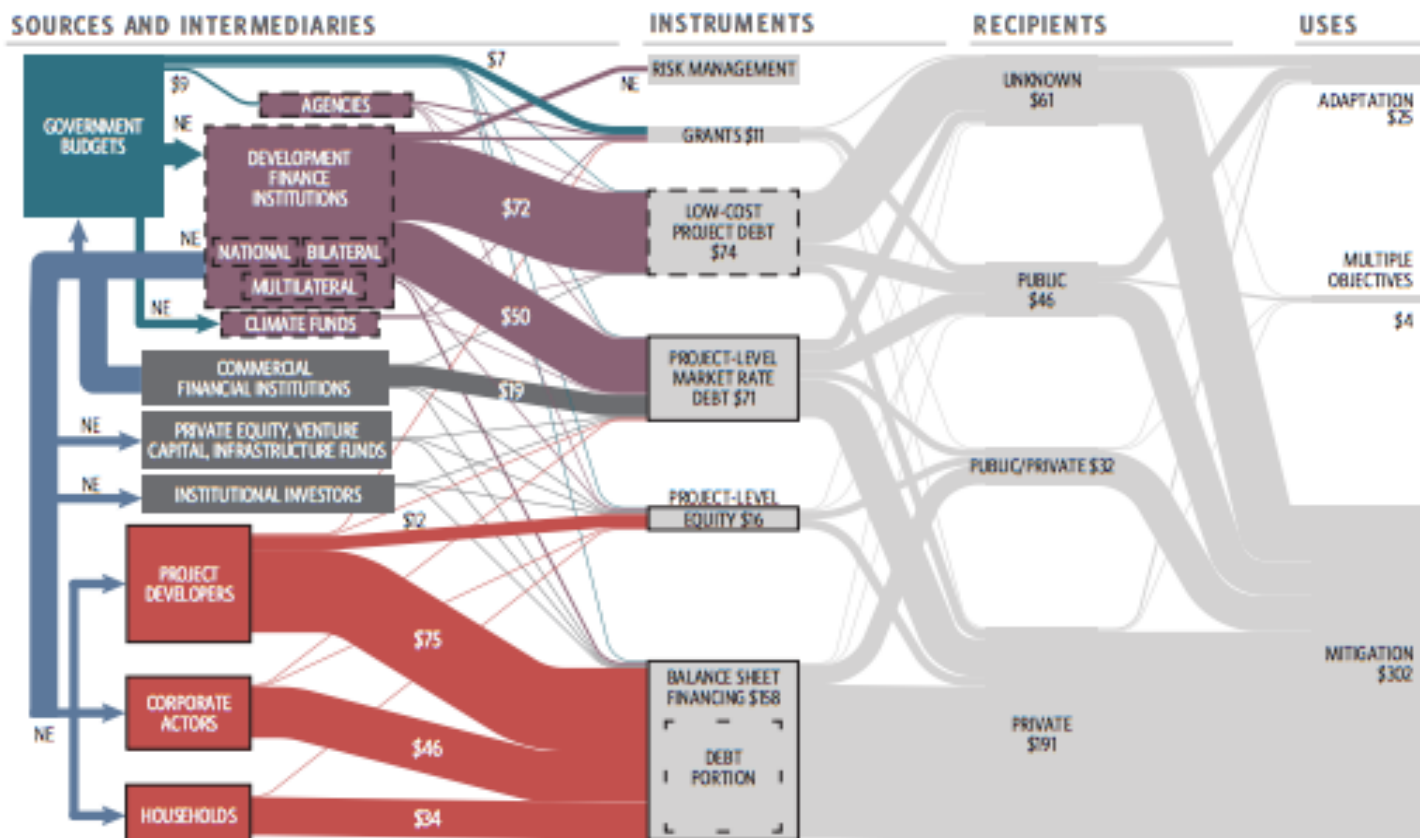 SOURCES AND INTERMEDIARIES
INSTRUMENTS
RECIPIENTS
USES
$7
$9
NE
NE
RISK MANAGEMENT
AGENCIES
GOVERNMENT
BUDGETS
DEVELOPMENT
FINANCE
INSTITUTIONS
NE
NATIONAL
BILATERAL
MULTILATERAL
NE
CLIMATE FUNDS
$72
$50
COMMERCIAL
FINANCIAL INSTITUTIONS
$19
NE
PRIVATE EQUITY, VENTURE
CAPITAL, INFRASTRUCTURE FUNDS
NE
INSTITUTIONAL INVESTORS
$12
PROJECT
DEVELOPERS
$75
CORPORATE
ACTORS
NE
$46
HOUSEHOLDS
$34
GRANTS $11
LOW-COST
PROJECT DEBT
$74
PROJECT-LEVEL
MARKET RATE
DEBT $71
PROJECT-LEVEL
EQUITY $16
BALANCE SHEET
FINANCING $158
DEBT
PORTION
UNKNOWN
$61
PUBLIC
$46
PUBLIC/PRIVATE $32
PRIVATE
$191
ADAPTATION
$25
MULTIPLE
OBJECTIVES
$4
MITIGATION
$302